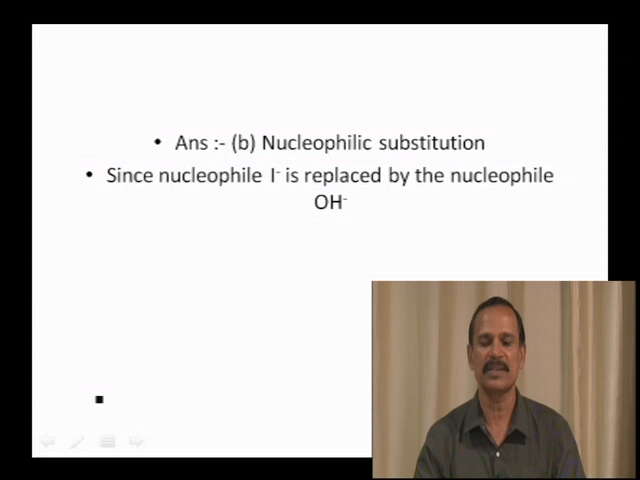 • Ans :- (b) Nucleophilic substitution
• Since nucleophile I⁻ is replaced by the nucleophile
OH⁻